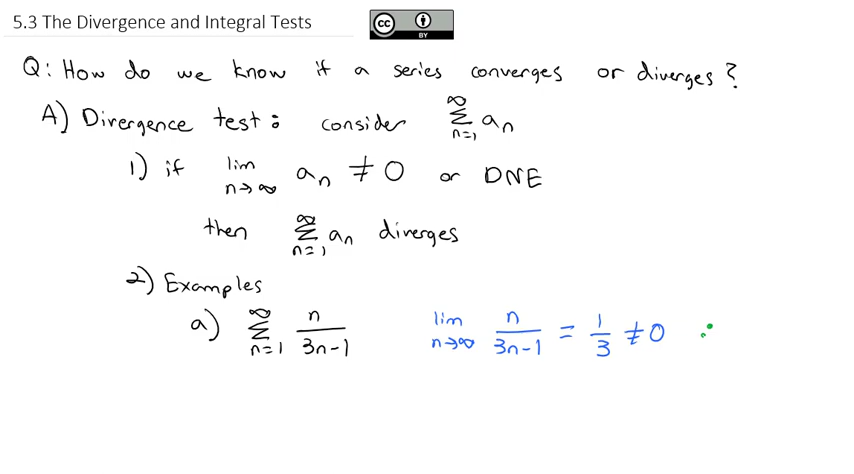 5.3 The Divergence and Integral Tests
cc BY
Q: How do we know if a series converges or diverges?
A) Divergence test: consider ∑_{n=1}^{∞} a_n
1) if lim_{n→∞} a_n ≠ 0 or DNE
then ∑_{n=1}^{∞} a_n diverges
2) Examples
a) ∑_{n=1}^{∞} n/(3n-1) lim_{n→∞} n/(3n-1) = 1/3 ≠ 0 ∴